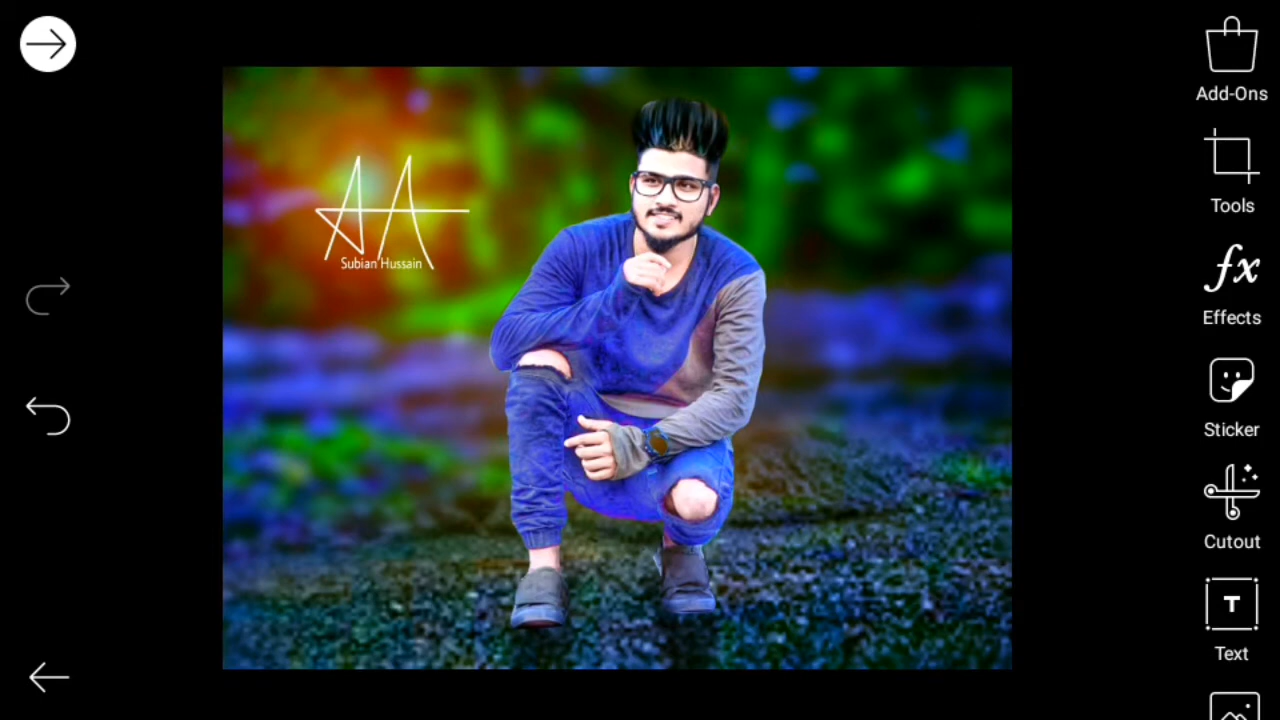 AA
Subian Hussain
Add-Ons
Tools
fx
Effects
Sticker
Cutout
T
Text